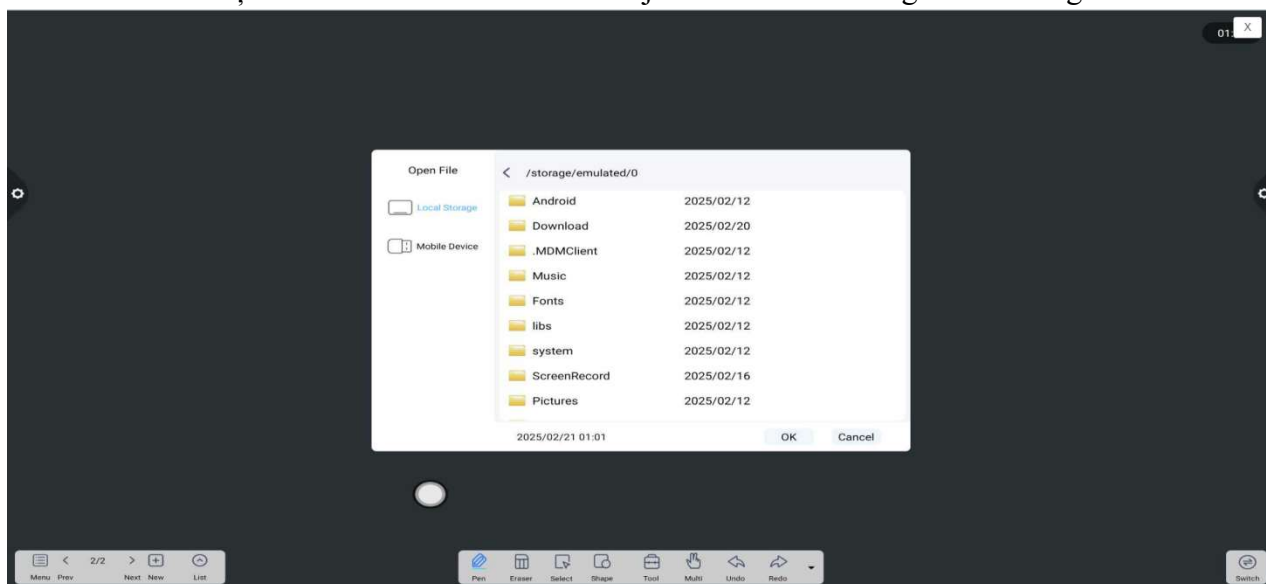 01:
X
Open File
/storage/emulated/0
Local Storage
Mobile Device
Android 2025/02/12
Download 2025/02/20
.MDMClient 2025/02/12
Music 2025/02/12
Fonts 2025/02/12
libs 2025/02/12
system 2025/02/12
ScreenRecord 2025/02/16
Pictures 2025/02/12
2025/02/21 01:01 OK Cancel
2/2
Menu Prev Next New List Pen Eraser Select Shape Tool Multi Undo Redo Switch